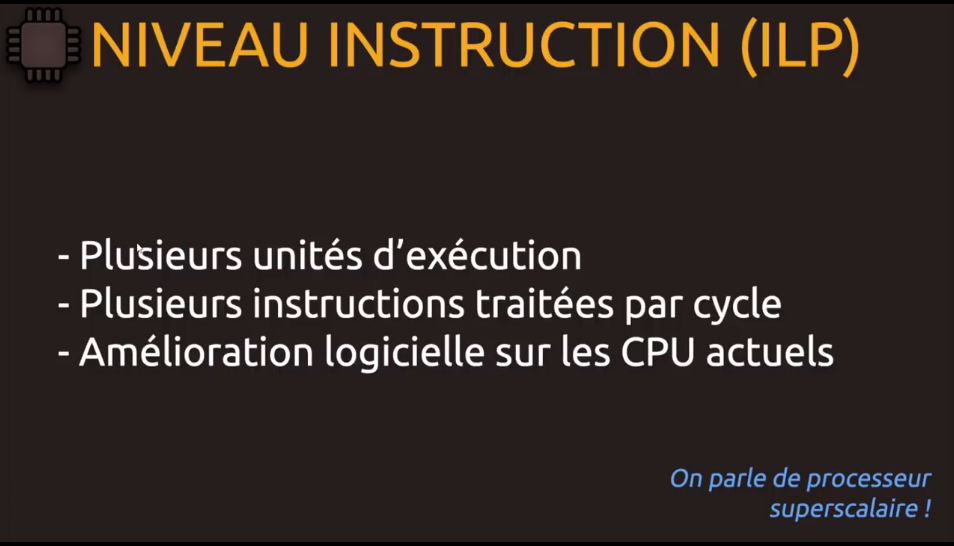 NIVEAU INSTRUCTION (ILP)
- Plusieurs unités d’exécution
- Plusieurs instructions traitées par cycle
- Amélioration logicielle sur les CPU actuels
On parle de processeur
superscalaire !